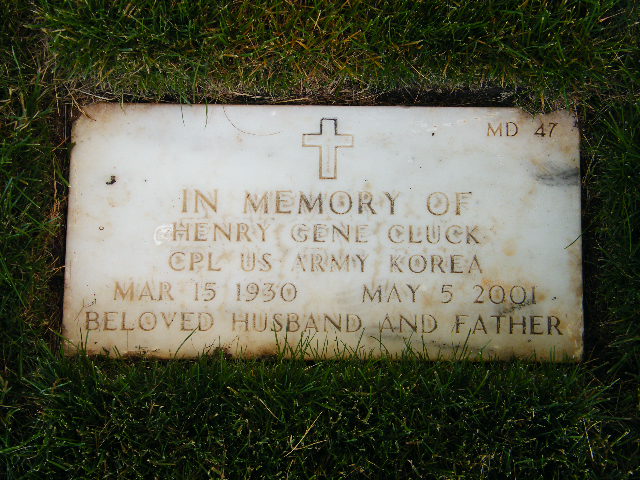 MD 47
IN MEMORY OF
HENRY GENE CLUCK
CPL US ARMY KOREA
MAR 15 1930 MAY 5 2001
BELOVED HUSBAND AND FATHER